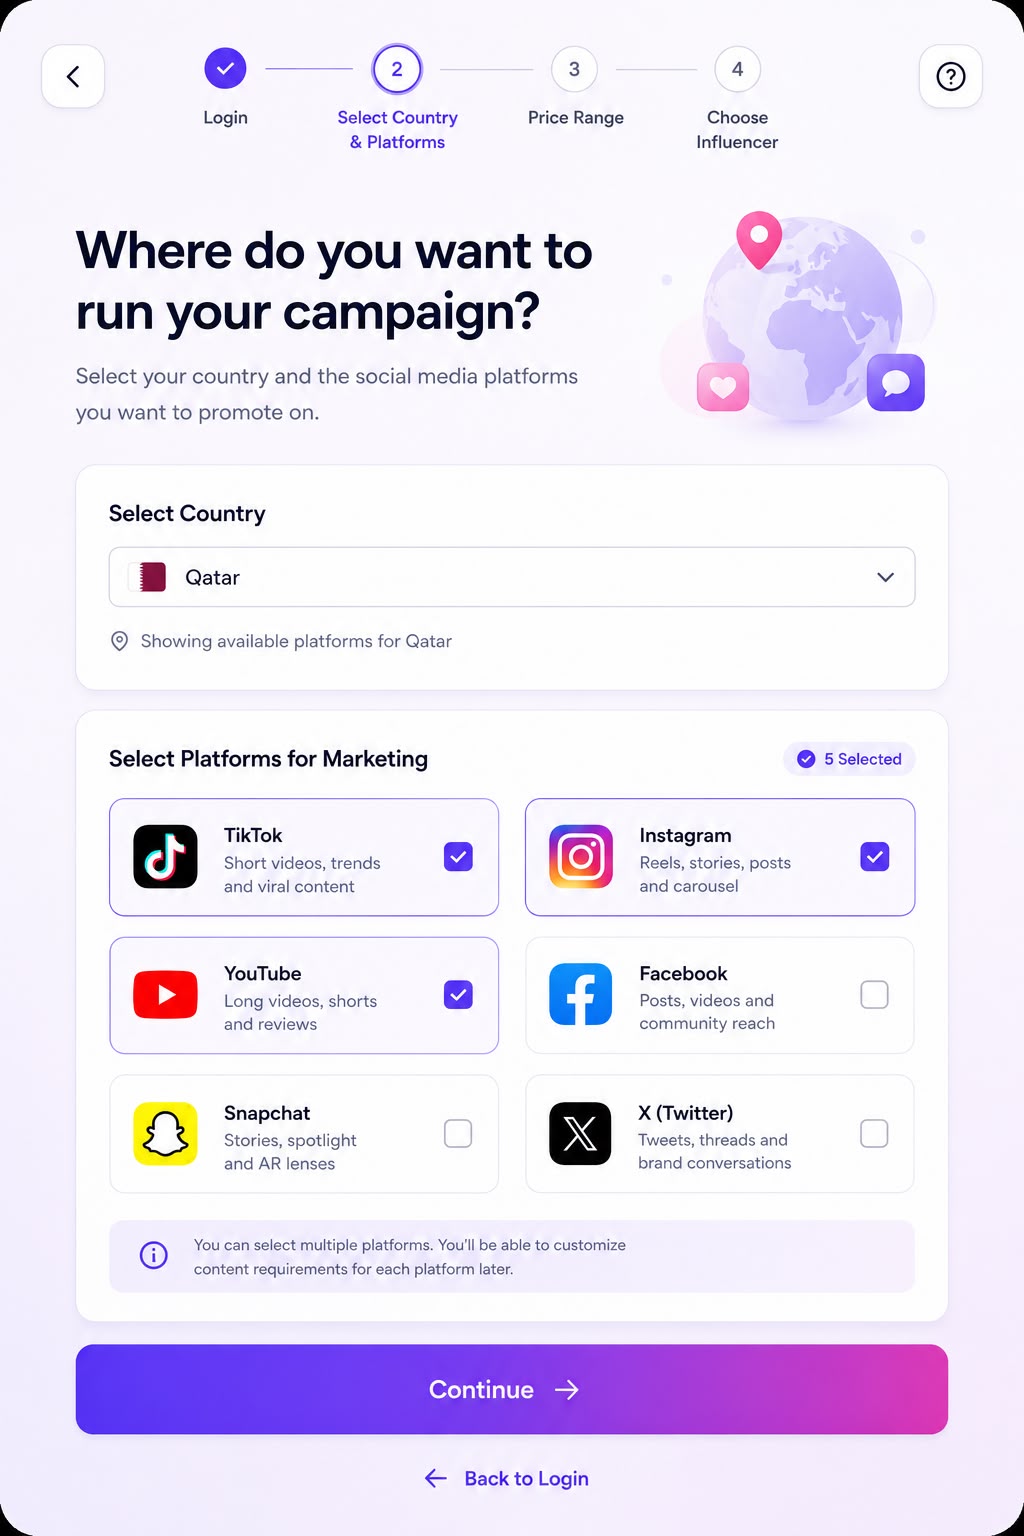 2
3
4
Login
Select Country
& Platforms
Price Range
Choose
Influencer
Where do you want to
run your campaign?
Select your country and the social media platforms
you want to promote on.
Select Country
Qatar
Showing available platforms for Qatar
Select Platforms for Marketing
5 Selected
TikTok
Short videos, trends
and viral content
Instagram
Reels, stories, posts
and carousel
YouTube
Long videos, shorts
and reviews
Facebook
Posts, videos and
community reach
Snapchat
Stories, spotlight
and AR lenses
X (Twitter)
Tweets, threads and
brand conversations
You can select multiple platforms. You'll be able to customize
content requirements for each platform later.
Continue →
← Back to Login